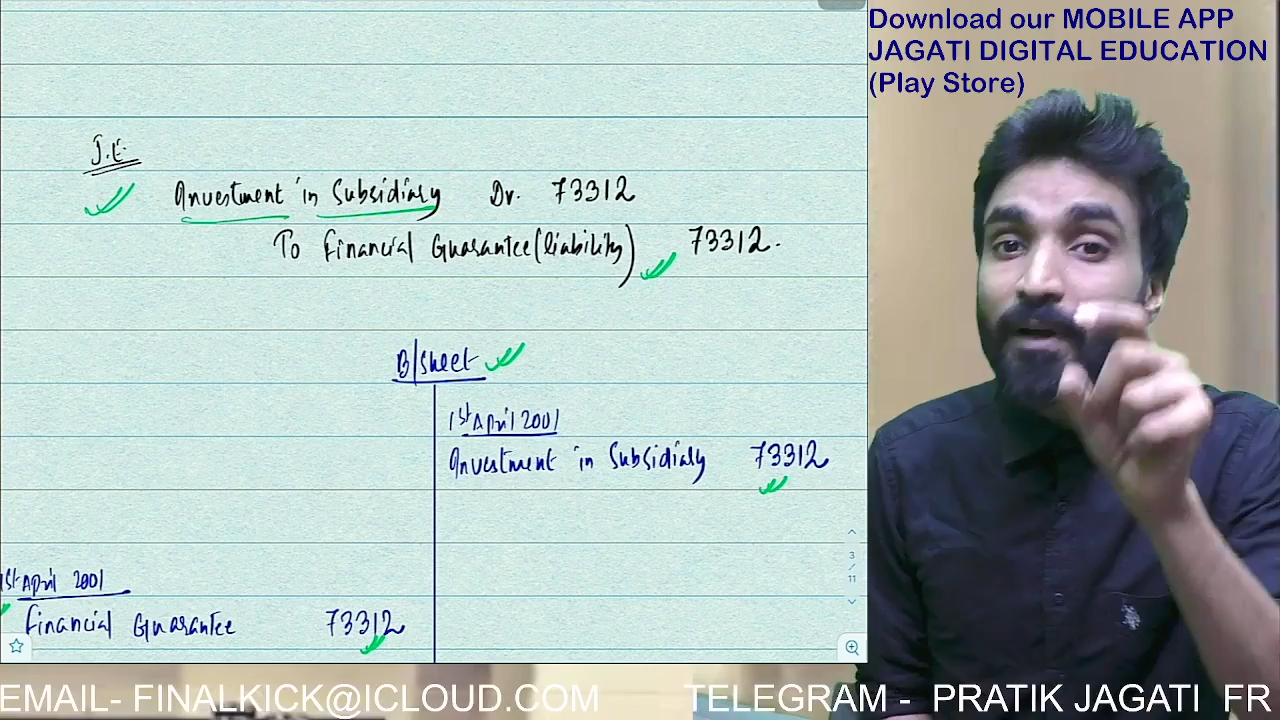 Download our MOBILE APP
JAGATI DIGITAL EDUCATION
(Play Store)
J.E
Investment in Subsidiary Dr. 73312
To Financial Guarantee (liability) 73312.
B/Sheet
1st April 2001
Investment in Subsidiary 73312
1st April 2001
Financial Guarantee 73312
3
/
11
EMAIL- FINALKICK@ICLOUD.COM TELEGRAM - PRATIK JAGATI FR